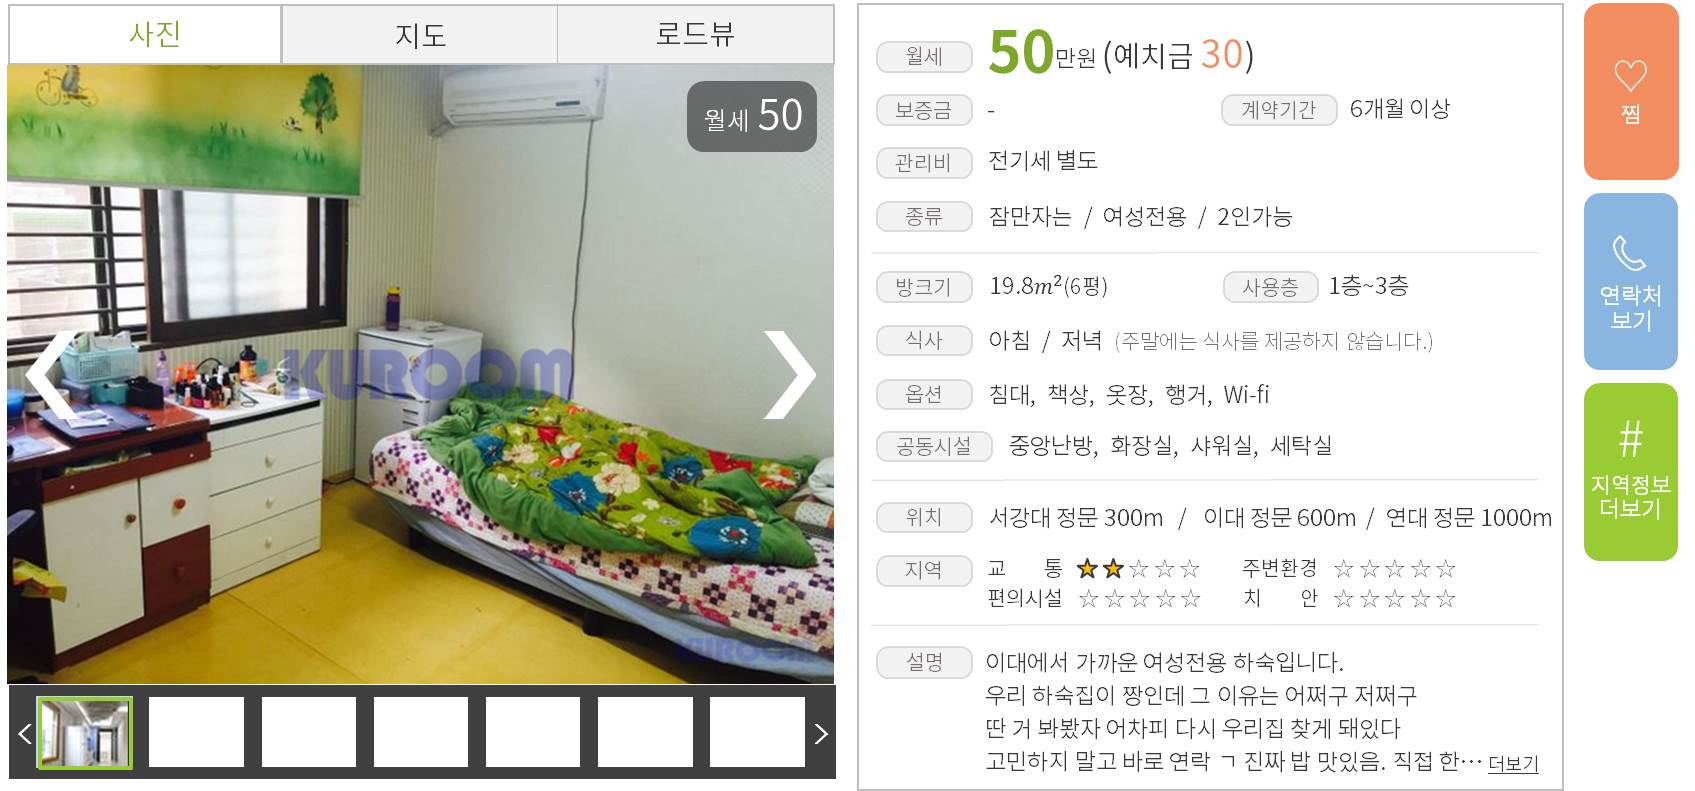 사진 지도 로드뷰
월세 50
KUROOM
KUROOM
월세 50만원 (예치금 30)
보증금 - 계약기간 6개월 이상
관리비 전기세 별도
종류 잠만자는 / 여성전용 / 2인가능
방크기 19.8m²(6평) 사용층 1층~3층
식사 아침 / 저녁 (주말에는 식사를 제공하지 않습니다.)
옵션 침대, 책상, 옷장, 행거, Wi-fi
공동시설 중앙난방, 화장실, 샤워실, 세탁실
위치 서강대 정문 300m / 이대 정문 600m / 연대 정문 1000m
지역 교 통 ★★☆☆☆ 주변환경 ☆☆☆☆☆
편의시설 ☆☆☆☆☆ 치 안 ☆☆☆☆☆
설명 이대에서 가까운 여성전용 하숙입니다.
우리 하숙집이 짱인데 그 이유는 어쩌구 저쩌구
딴 거 봐봤자 어차피 다시 우리집 찾게 돼있다
고민하지 말고 바로 연락 ㄱ 진짜 밥 맛있음. 직접 한… 더보기
♡
찜
연락처
보기
#
지역정보
더보기